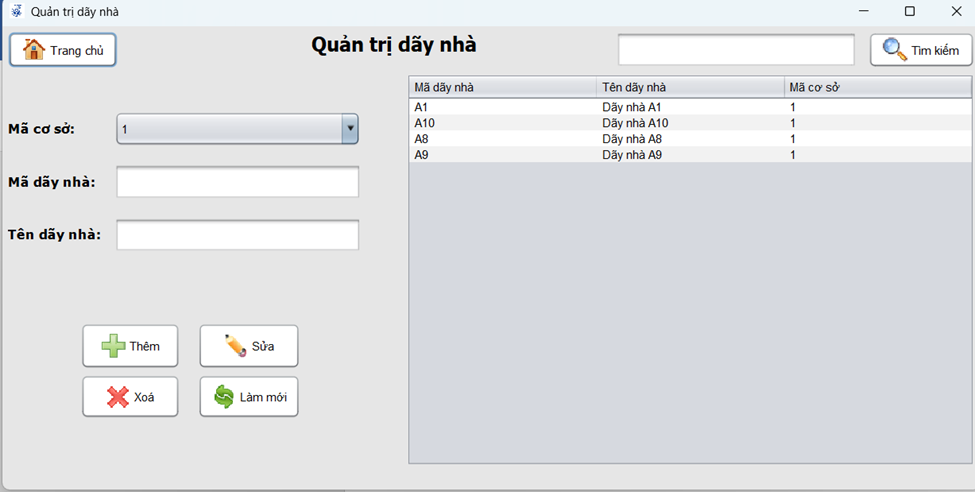 Quản trị dãy nhà
Trang chủ
Quản trị dãy nhà
Tìm kiếm
Mã cơ sở:
1
Mã dãy nhà:
Tên dãy nhà:
Thêm
Sửa
Xoá
Làm mới
Mã dãy nhà Tên dãy nhà Mã cơ sở
A1 Dãy nhà A1 1
A10 Dãy nhà A10 1
A8 Dãy nhà A8 1
A9 Dãy nhà A9 1